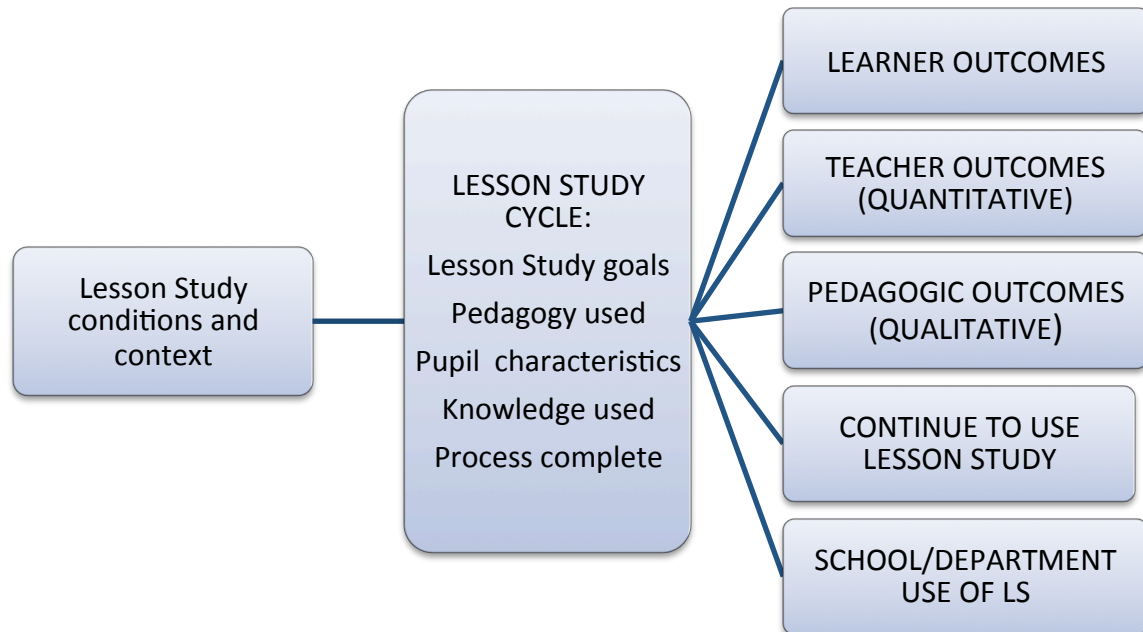 Lesson Study
conditions and
context
LESSON STUDY
CYCLE:
Lesson Study goals
Pedagogy used
Pupil characteristics
Knowledge used
Process complete
LEARNER OUTCOMES
TEACHER OUTCOMES
(QUANTITATIVE)
PEDAGOGIC OUTCOMES
(QUALITATIVE)
CONTINUE TO USE
LESSON STUDY
SCHOOL/DEPARTMENT
USE OF LS